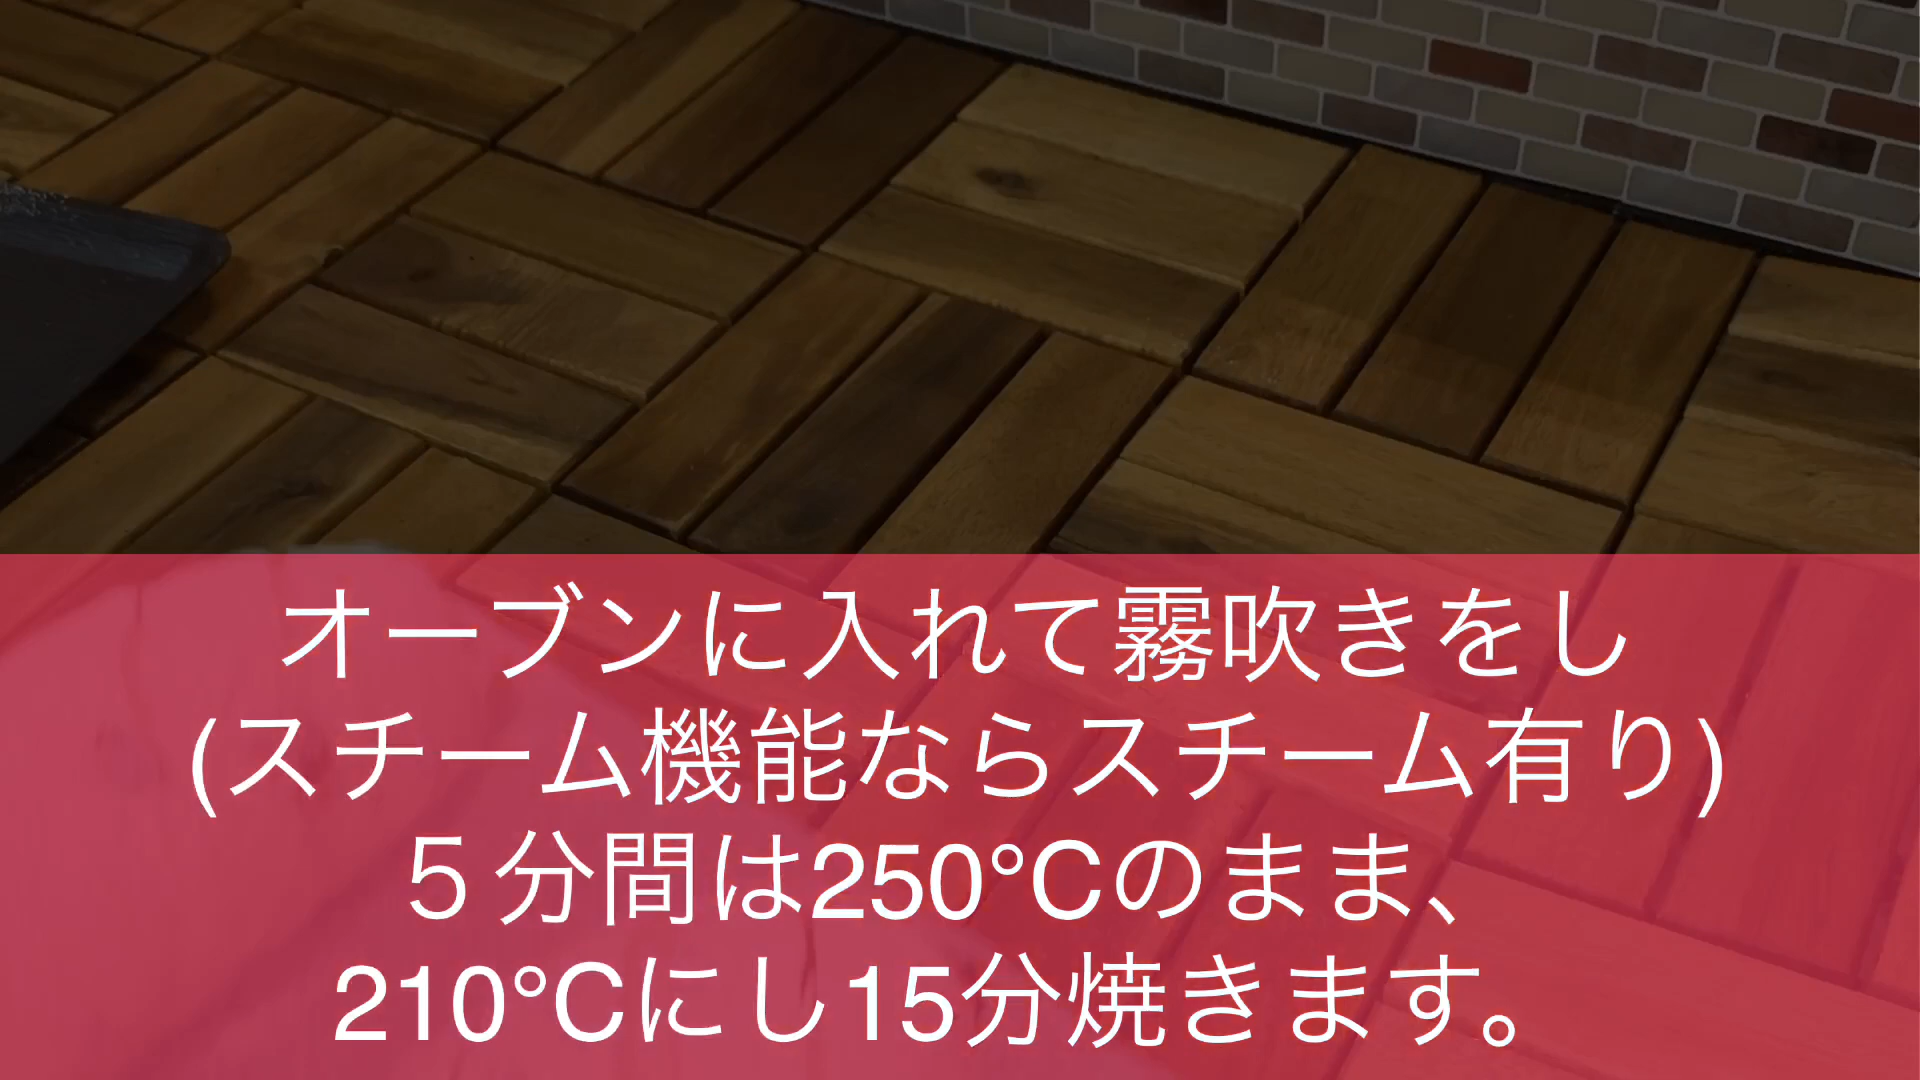 オーブンに入れて霧吹きをし
(スチーム機能ならスチーム有り)
５分間は250℃のまま、
210℃にし15分焼きます。